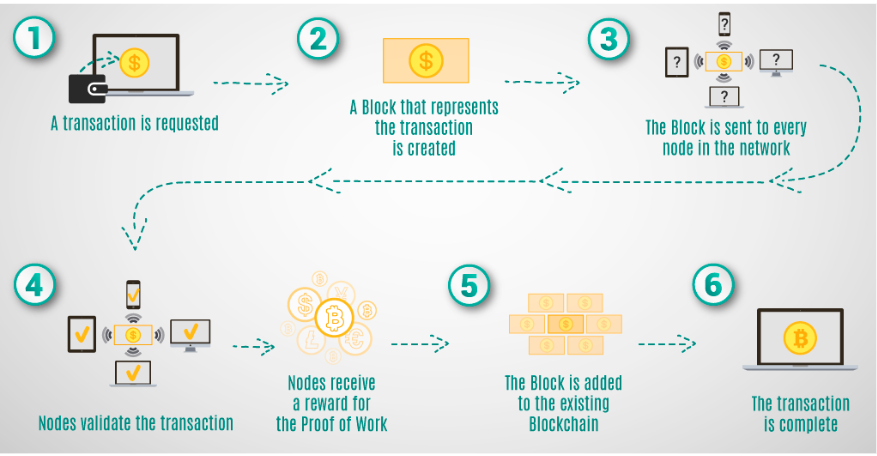 1
A transaction is requested
2
A Block that represents
the transaction
is created
3
?
?
?
?
The Block is sent to every
node in the network
4
Nodes validate the transaction
Nodes receive
a reward for
the Proof of Work
5
The Block is added
to the existing
Blockchain
6
The transaction
is complete